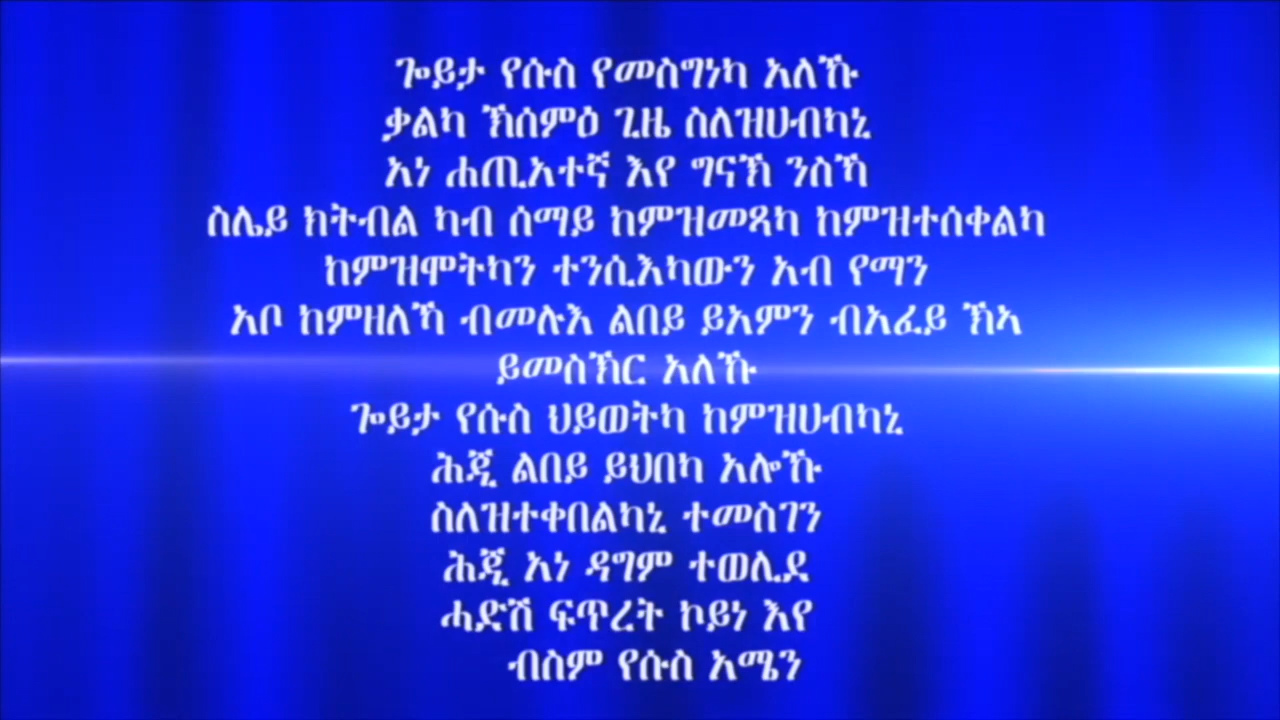 ጐይታ የሱስ የመስግነካ አለኹ
ቃልካ ኽሰምዕ ጊዜ ስለዝሀብካኒ
አነ ሐጢአተኛ እየ ግናኽ ንስኻ
ስሌይ ክትብል ካብ ሰማይ ከምዝመጻካ ከምዝተሰቀልካ
ከምዝሞትካን ተንሲእካውን አብ የማን
አቦ ከምዘለኻ ብመሉእ ልበይ ይአምን ብአፈይ ኽኣ
ይመስኽር አለኹ
ጐይታ የሱስ ህይወትካ ከምዝሀብካኒ
ሕጂ ልበይ ይህበካ አሎኹ
ስለዝተቀበልካኒ ተመስገን
ሕጂ አነ ዳግም ተወሊደ
ሓድሽ ፍጥረት ኮይነ እየ
ብስም የሱስ አሜን